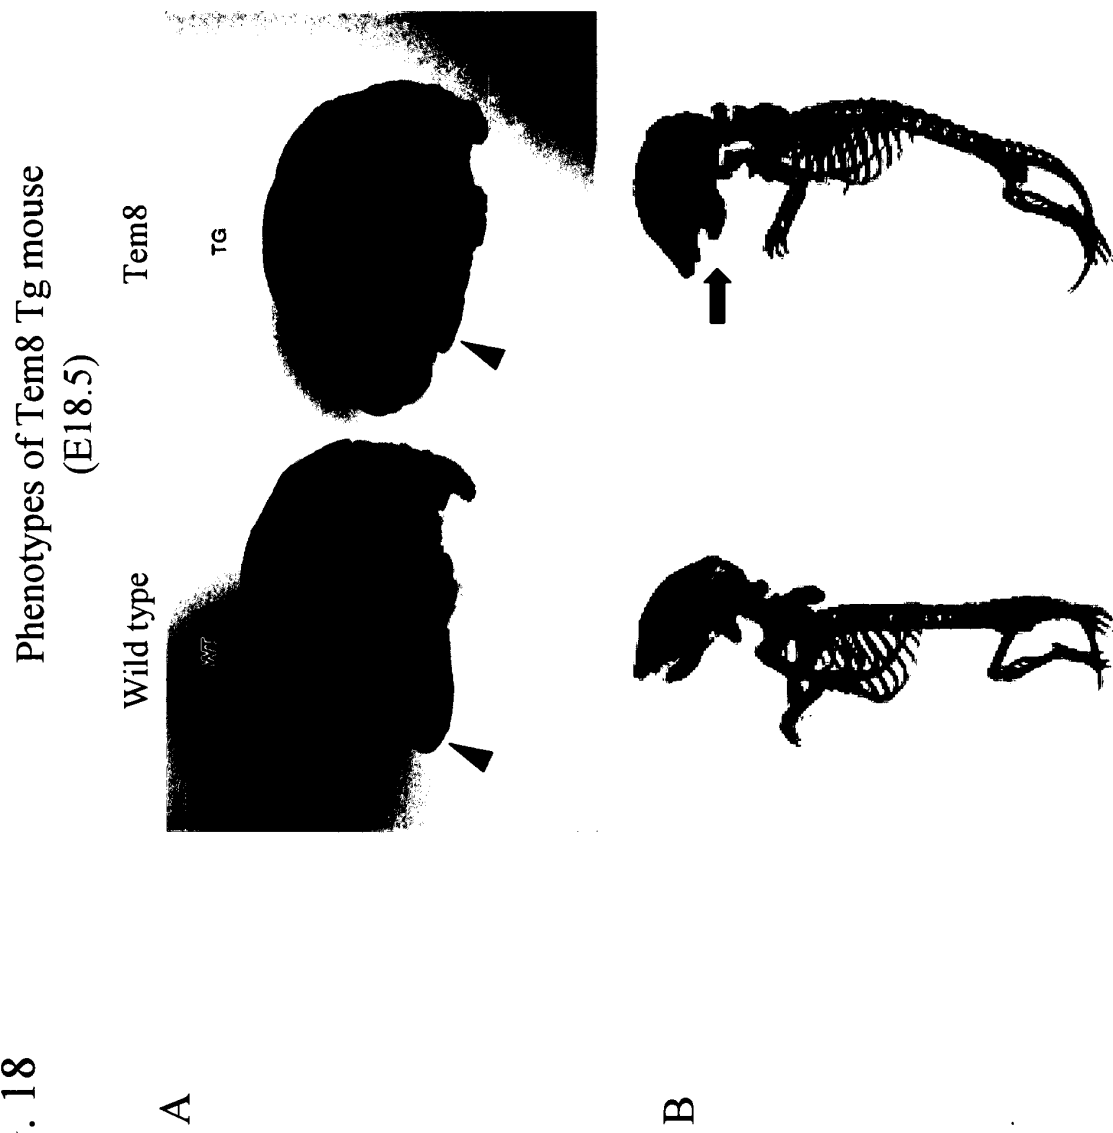 . 18
Phenotypes of Tem8 Tg mouse
(E18.5)
Wild type
Tem8
A
WT
TG
B